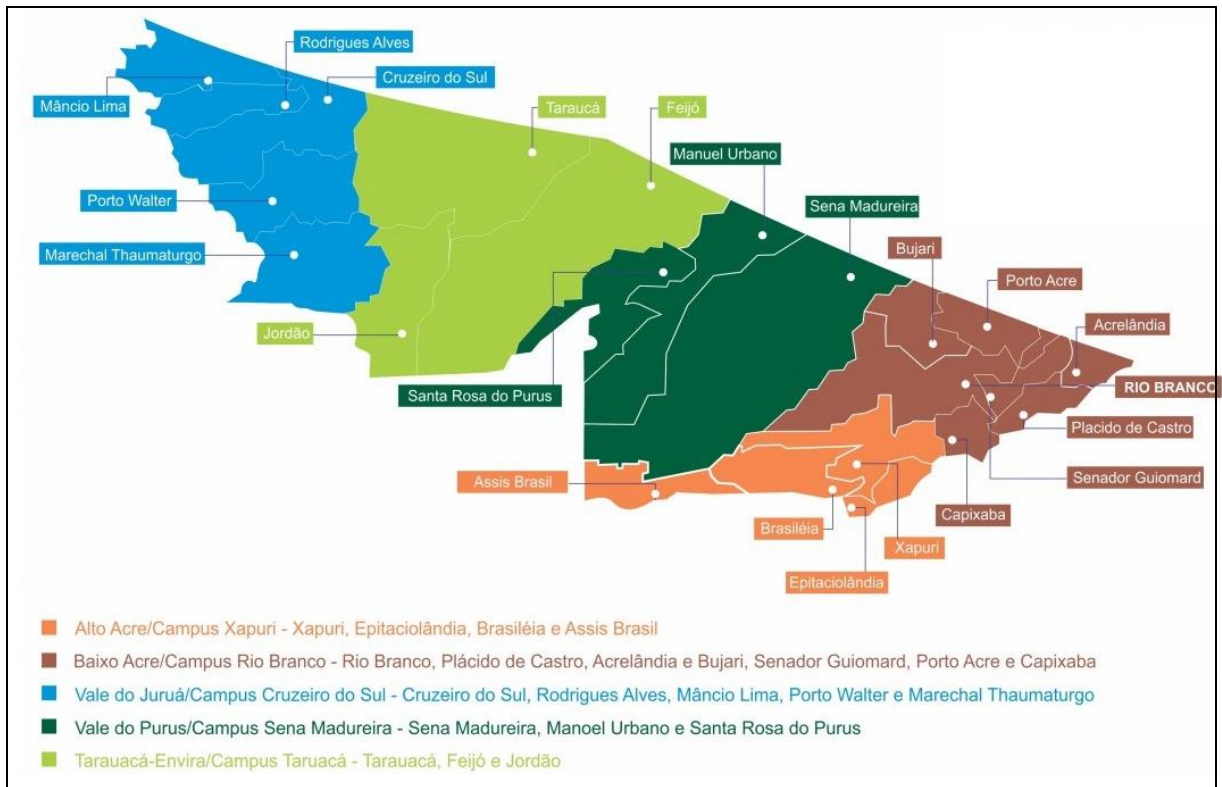 Rodrigues Alves
Cruzeiro do Sul
Mâncio Lima
Taraucá
Feijó
Manuel Urbano
Porto Walter
Sena Madureira
Marechal Thaumaturgo
Bujari
Porto Acre
Jordão
Acrelândia
Santa Rosa do Purus
RIO BRANCO
Placido de Castro
Assis Brasil
Senador Guiomard
Capixaba
Brasiléia
Xapuri
Epitaciolândia
Alto Acre/Campus Xapuri - Xapuri, Epitaciolândia, Brasiléia e Assis Brasil
Baixo Acre/Campus Rio Branco - Rio Branco, Plácido de Castro, Acrelândia e Bujari, Senador Guiomard, Porto Acre e Capixaba
Vale do Juruá/Campus Cruzeiro do Sul - Cruzeiro do Sul, Rodrigues Alves, Mâncio Lima, Porto Walter e Marechal Thaumaturgo
Vale do Purus/Campus Sena Madureira - Sena Madureira, Manoel Urbano e Santa Rosa do Purus
Tarauacá-Envira/Campus Taruacá - Tarauacá, Feijó e Jordão